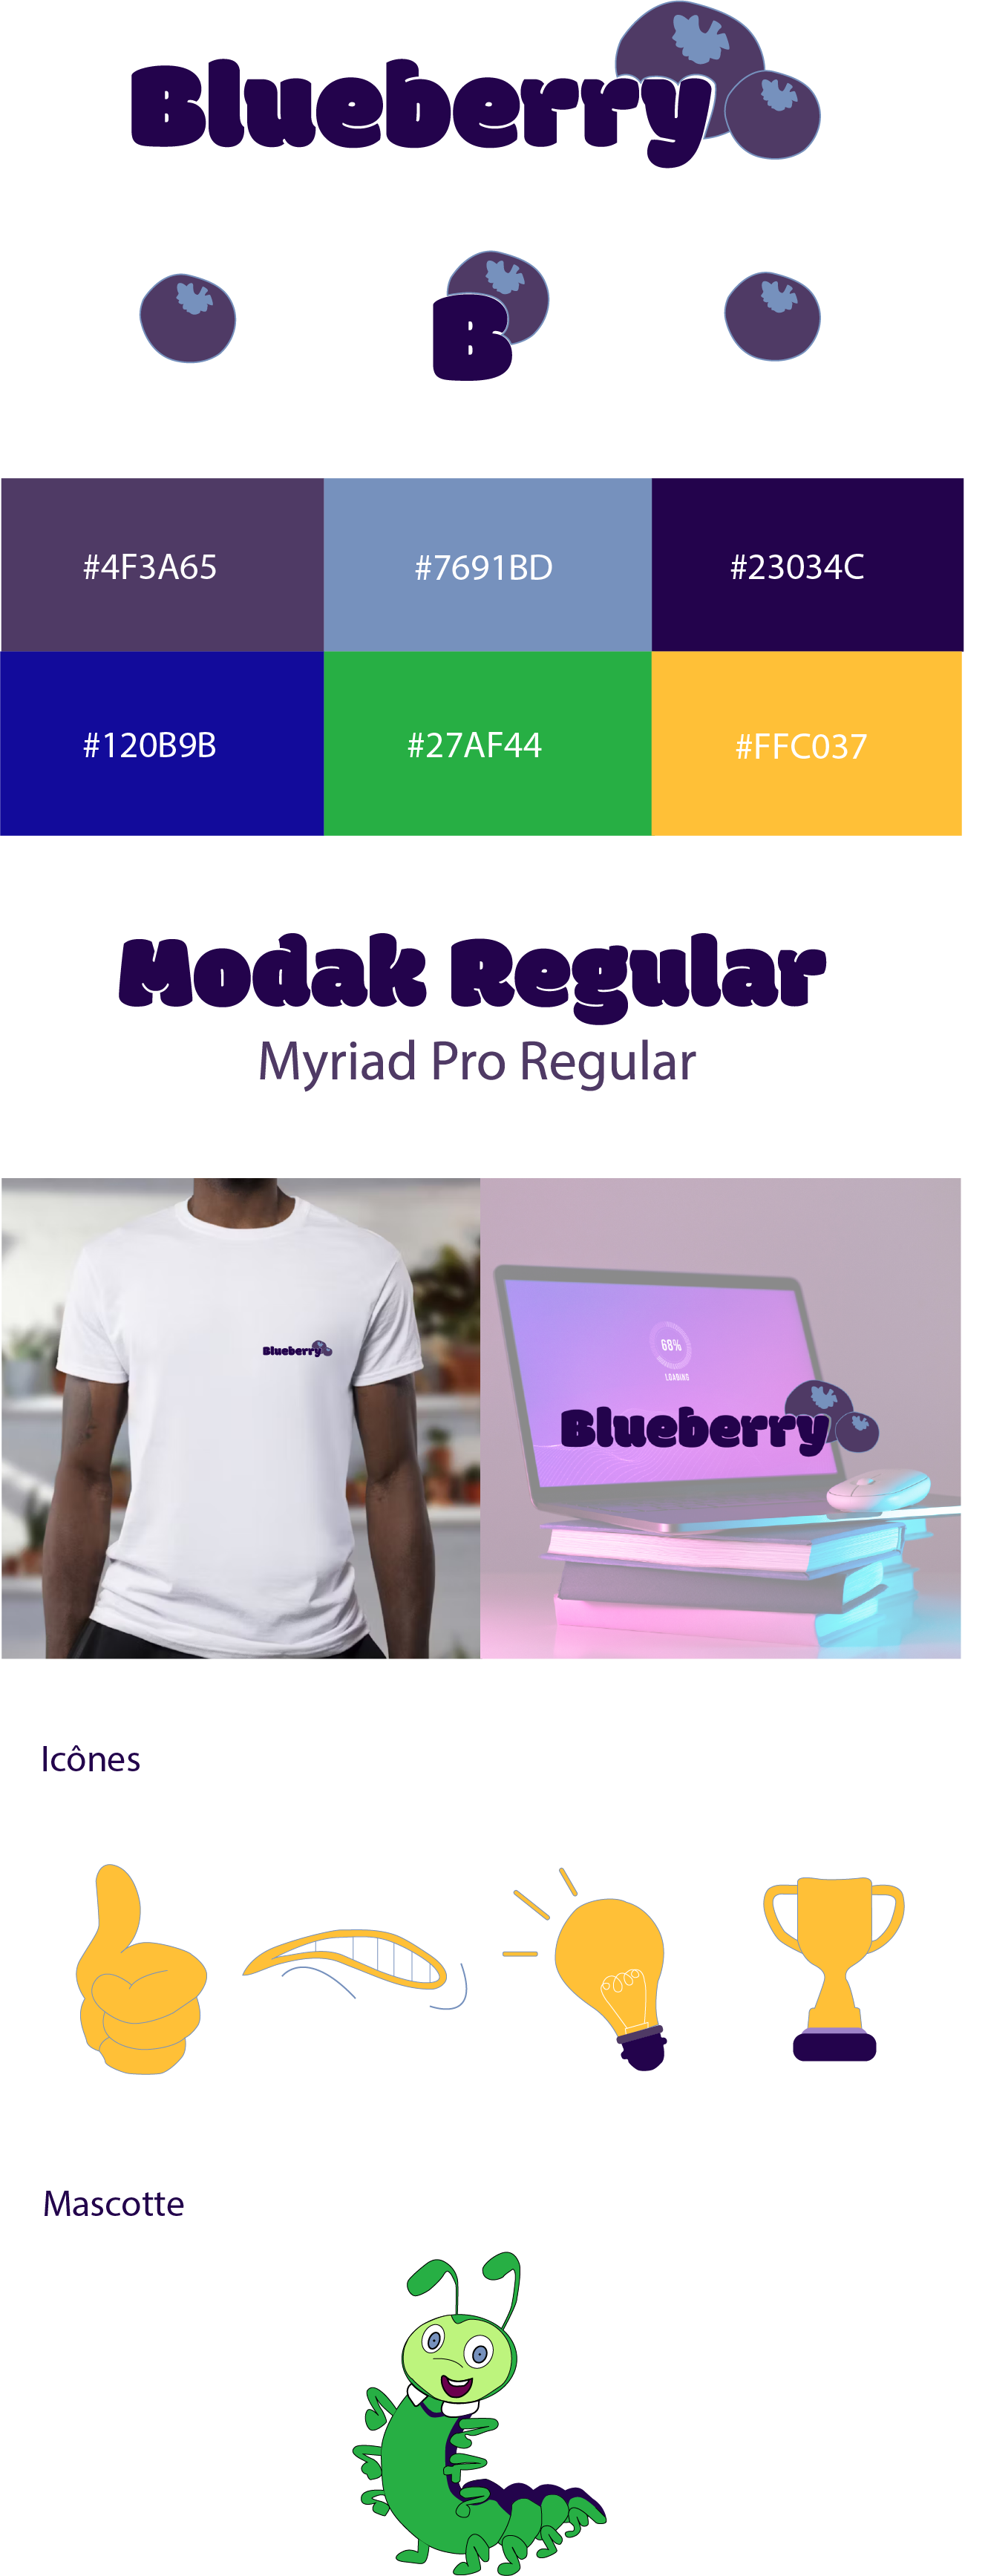 Blueberry
B
#4F3A65
#7691BD
#23034C
#120B9B
#27AF44
#FFC037
Modak Regular
Myriad Pro Regular
Blueberry
68%
LOADING
Blueberry
Icônes
Mascotte